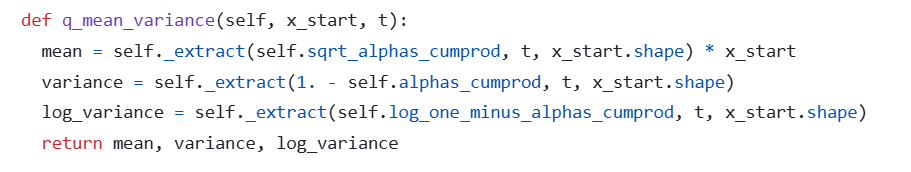 def q_mean_variance(self, x_start, t):
  mean = self._extract(self.sqrt_alphas_cumprod, t, x_start.shape) * x_start
  variance = self._extract(1. - self.alphas_cumprod, t, x_start.shape)
  log_variance = self._extract(self.log_one_minus_alphas_cumprod, t, x_start.shape)
  return mean, variance, log_variance